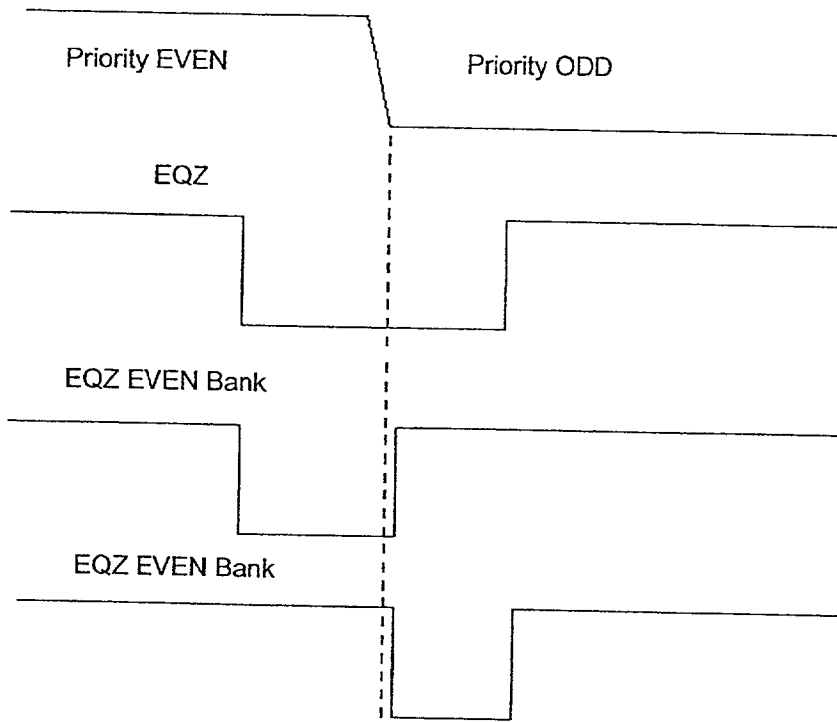 Priority EVEN
Priority ODD
EQZ
EQZ EVEN Bank
EQZ EVEN Bank